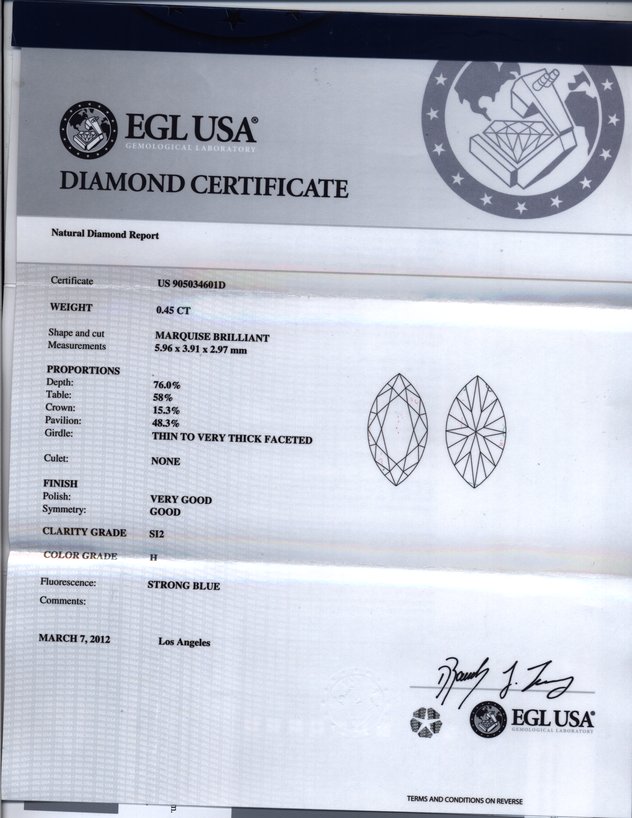 EGL USA®
GEMOLOGICAL LABORATORY
DIAMOND CERTIFICATE
Natural Diamond Report
Certificate US 905034601D
WEIGHT 0.45 CT
Shape and cut MARQUISE BRILLIANT
Measurements 5.96 x 3.91 x 2.97 mm
PROPORTIONS
Depth: 76.0%
Table: 58%
Crown: 15.3%
Pavilion: 48.3%
Girdle: THIN TO VERY THICK FACETED
Culet: NONE
FINISH
Polish: VERY GOOD
Symmetry: GOOD
CLARITY GRADE SI2
COLOR GRADE H
Fluorescence: STRONG BLUE
Comments:
MARCH 7, 2012 Los Angeles
EGL USA®
GEMOLOGICAL LABORATORY
TERMS AND CONDITIONS ON REVERSE